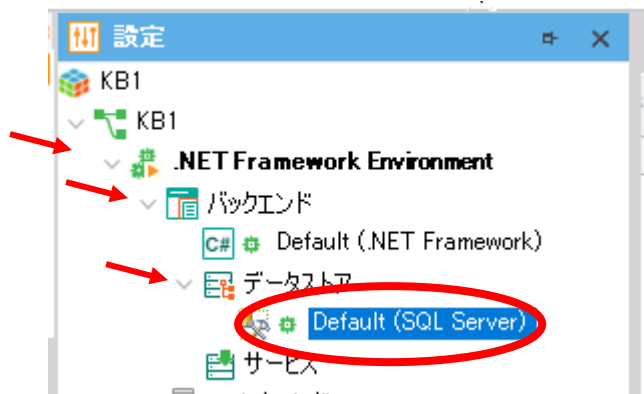 設定
KB1
KB1
.NET Framework Environment
バックエンド
C# Default (.NET Framework)
データストア
Default (SQL Server)
サービス